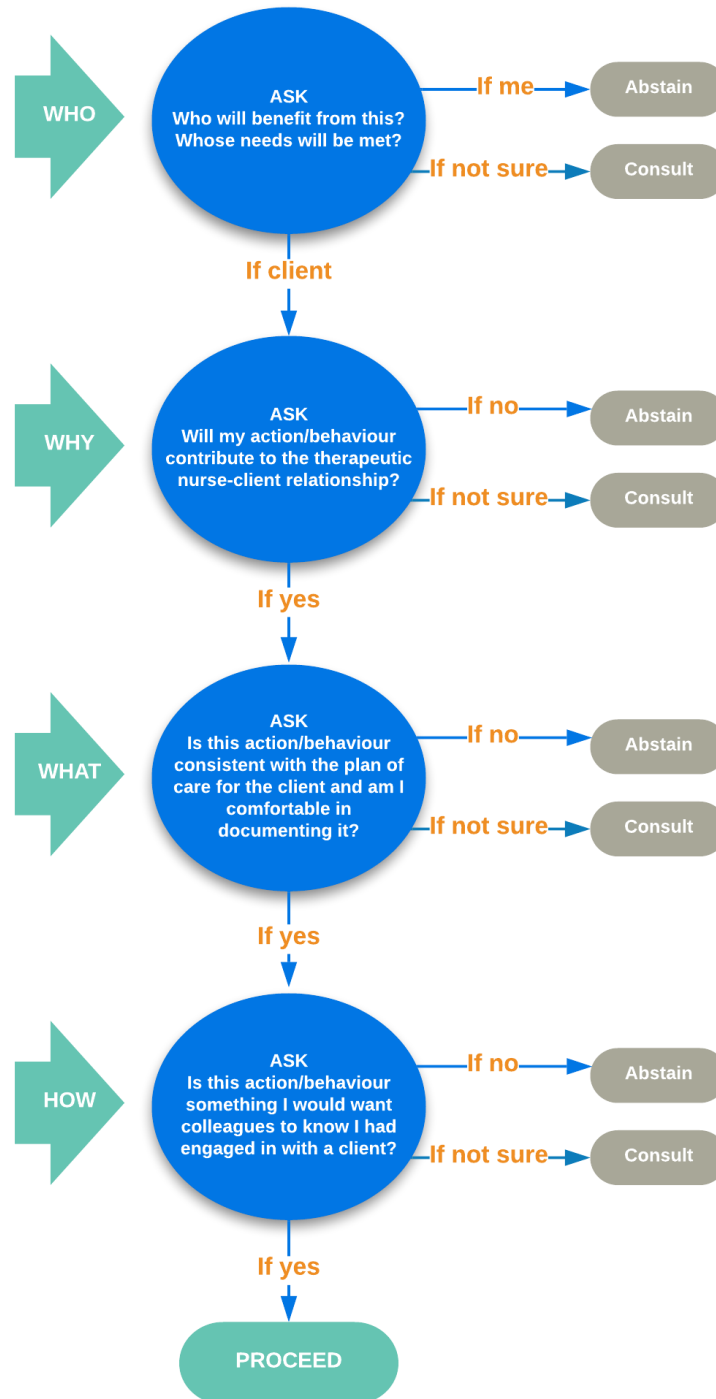 WHO
ASK
Who will benefit from this?
Whose needs will be met?
If me
Abstain
If not sure
Consult
If client
WHY
ASK
Will my action/behaviour
contribute to the therapeutic
nurse-client relationship?
If no
Abstain
If not sure
Consult
If yes
WHAT
ASK
Is this action/behaviour
consistent with the plan of
care for the client and am I
comfortable in
documenting it?
If no
Abstain
If not sure
Consult
If yes
HOW
ASK
Is this action/behaviour
something I would want
colleagues to know I had
engaged in with a client?
If no
Abstain
If not sure
Consult
If yes
PROCEED